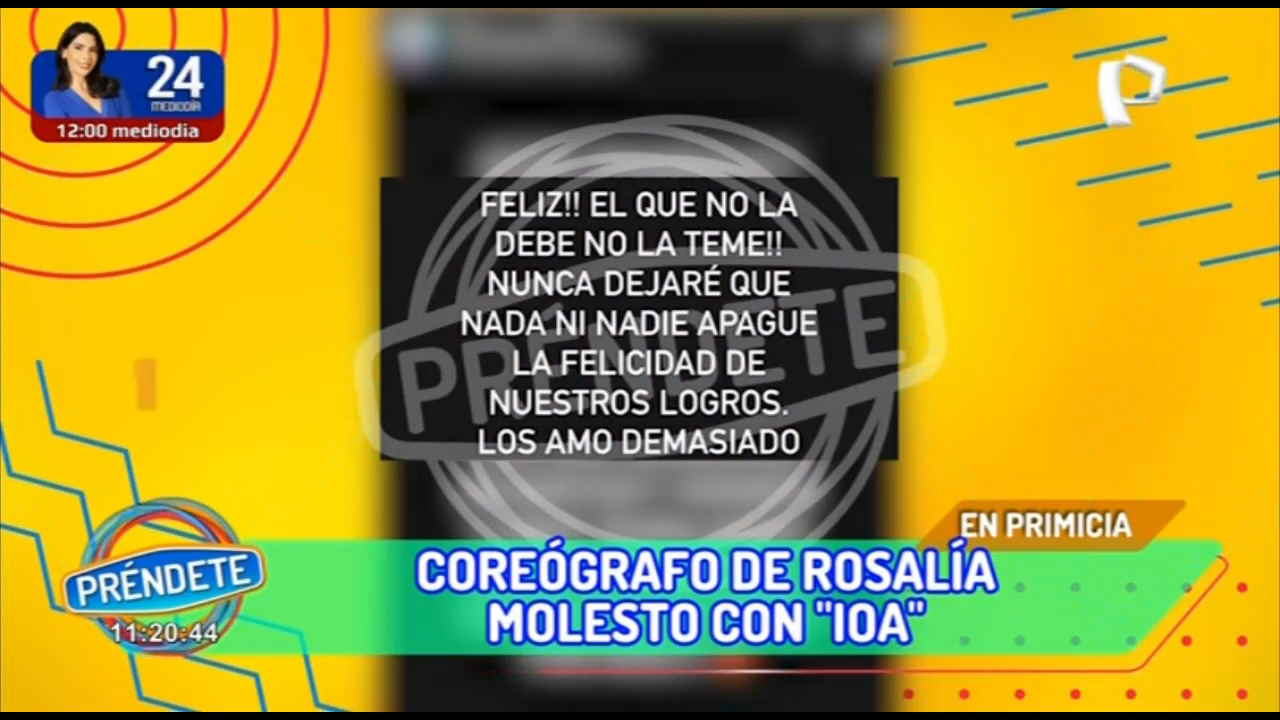 24
MEDIODÍA
12:00 mediodía
FELIZ!! EL QUE NO LA
DEBE NO LA TEME!!
NUNCA DEJARÉ QUE
NADA NI NADIE APAGUE
LA FELICIDAD DE
NUESTROS LOGROS.
LOS AMO DEMASIADO
PRÉNDETE
EN PRIMICIA
COREÓGRAFO DE ROSALÍA
MOLESTO CON "IOA"
PRÉNDETE
11:20:44